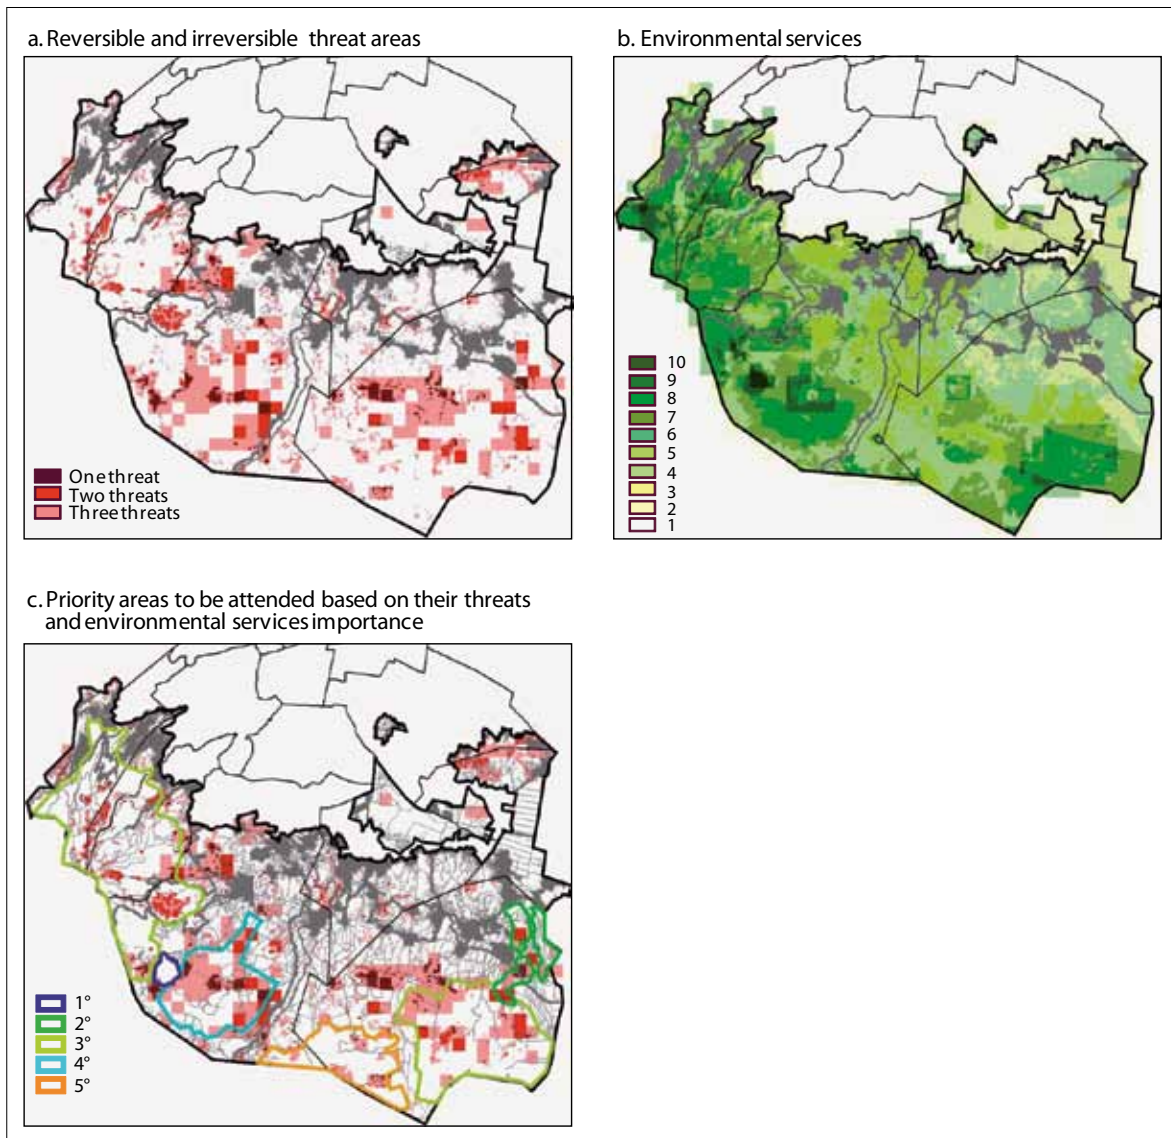 a. Reversible and irreversible threat areas
b. Environmental services
One threat
Two threats
Three threats
10
9
8
7
6
5
4
3
2
1
c. Priority areas to be attended based on their threats
and environmental services importance
1°
2°
3°
4°
5°